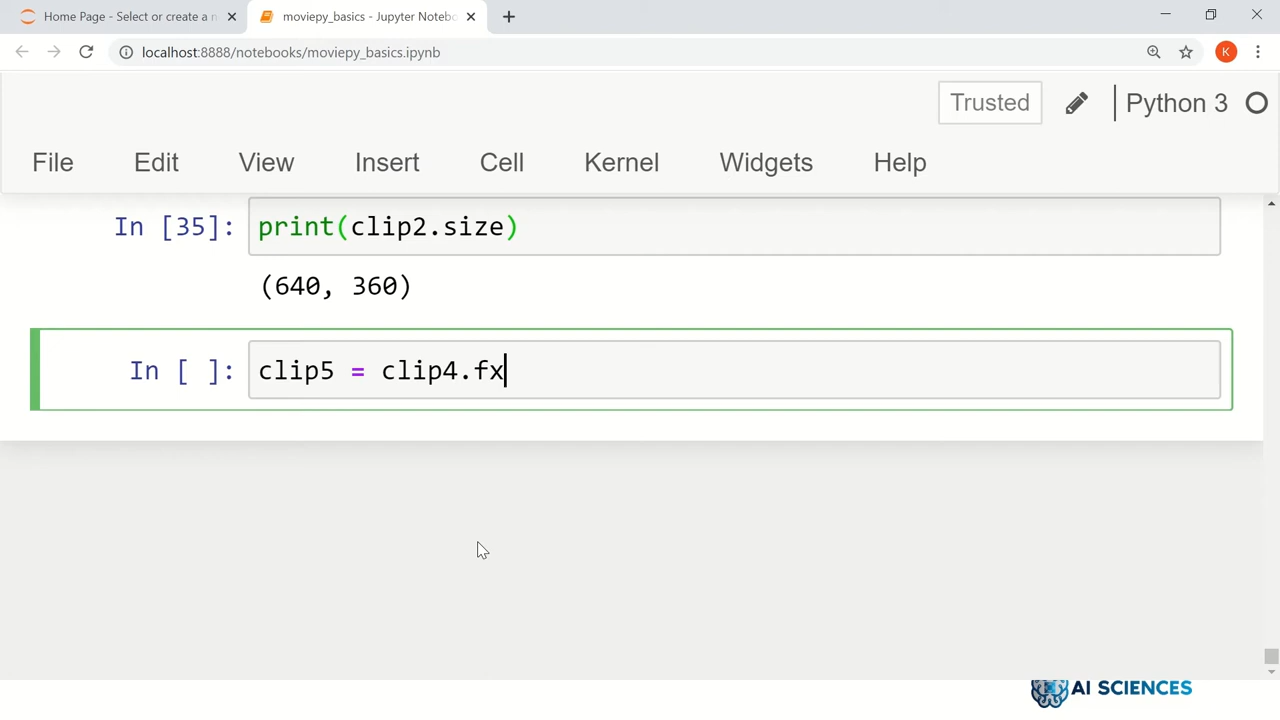 Home Page - Select or create a n
moviepy_basics - Jupyter Notebo
localhost:8888/notebooks/moviepy_basics.ipynb
K
Trusted
Python 3
File Edit View Insert Cell Kernel Widgets Help
In [35]: print(clip2.size)
(640, 360)
In [ ]: clip5 = clip4.fx
AI SCIENCES